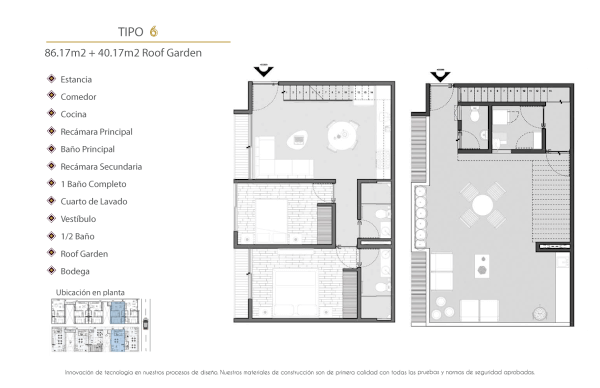 TIPO 6
86.17m2 + 40.17m2 Roof Garden
Estancia
Comedor
Cocina
Recámara Principal
Baño Principal
Recámara Secundaria
1 Baño Completo
Cuarto de Lavado
Vestíbulo
1/2 Baño
Roof Garden
Bodega
Ubicación en planta
Innovación de tecnología en nuestros procesos de diseño. Nuestros materiales de construcción son de primera calidad con todas las pruebas y normas de seguridad aprobadas.